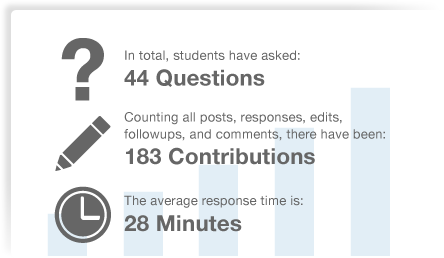 In total, students have asked:
44 Questions
Counting all posts, responses, edits,
followups, and comments, there have been:
183 Contributions
The average response time is:
28 Minutes